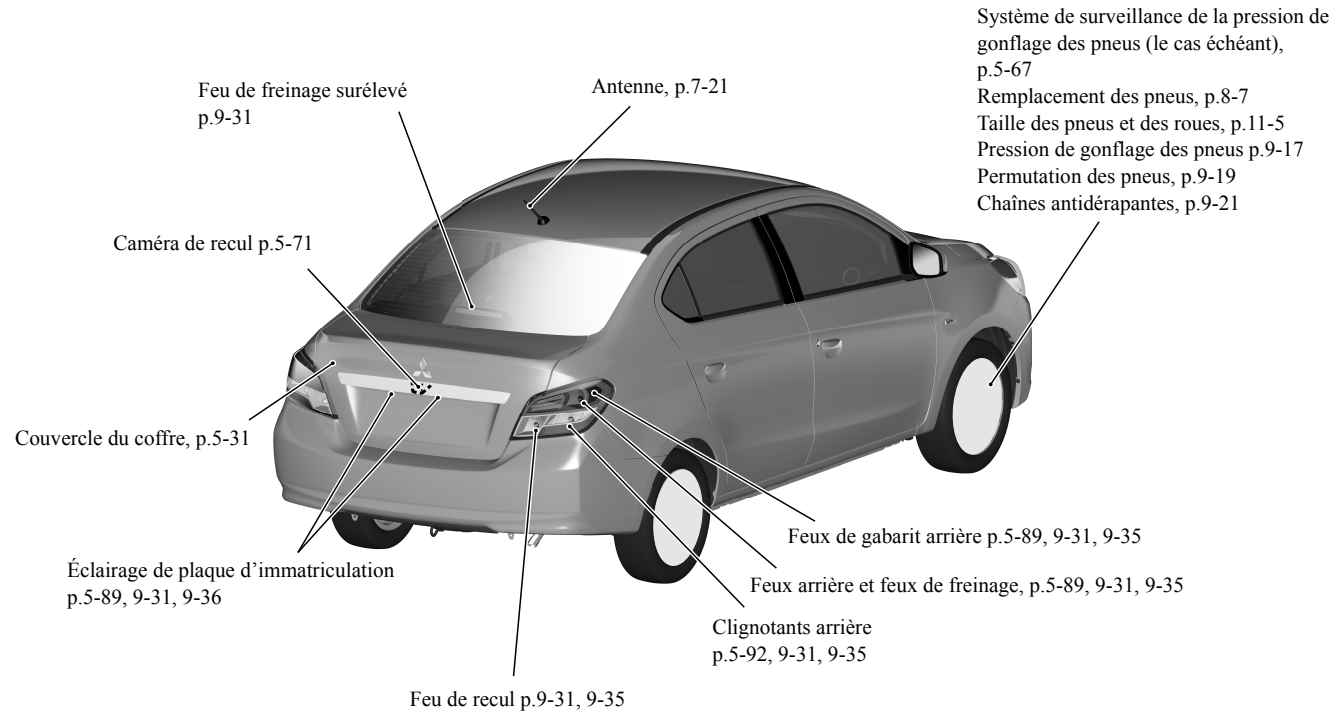 Système de surveillance de la pression de
gonflage des pneus (le cas échéant),
p.5-67
Remplacement des pneus, p.8-7
Taille des pneus et des roues, p.11-5
Pression de gonflage des pneus p.9-17
Permutation des pneus, p.9-19
Chaînes antidérapantes, p.9-21
Feu de freinage surélevé
p.9-31
Antenne, p.7-21
Caméra de recul p.5-71
Couvercle du coffre, p.5-31
Éclairage de plaque d’immatriculation
p.5-89, 9-31, 9-36
Feux de gabarit arrière p.5-89, 9-31, 9-35
Feux arrière et feux de freinage, p.5-89, 9-31, 9-35
Clignotants arrière
p.5-92, 9-31, 9-35
Feu de recul p.9-31, 9-35